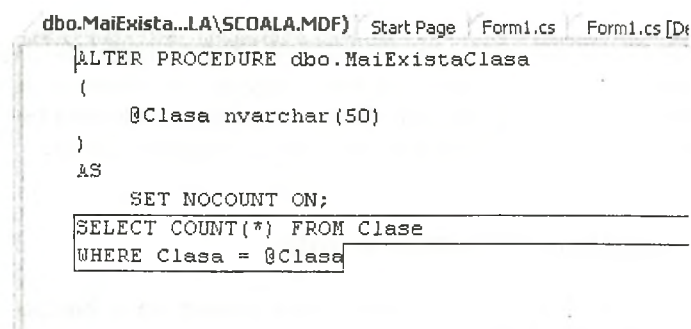 dbo.MaiExista...LA\SCOALA.MDF) Start Page Form1.cs Form1.cs [De
ALTER PROCEDURE dbo.MaiExistaClasa
(
@Clasa nvarchar(50)
)
AS
SET NOCOUNT ON;
SELECT COUNT(*) FROM Clase
WHERE Clasa = @Clasa